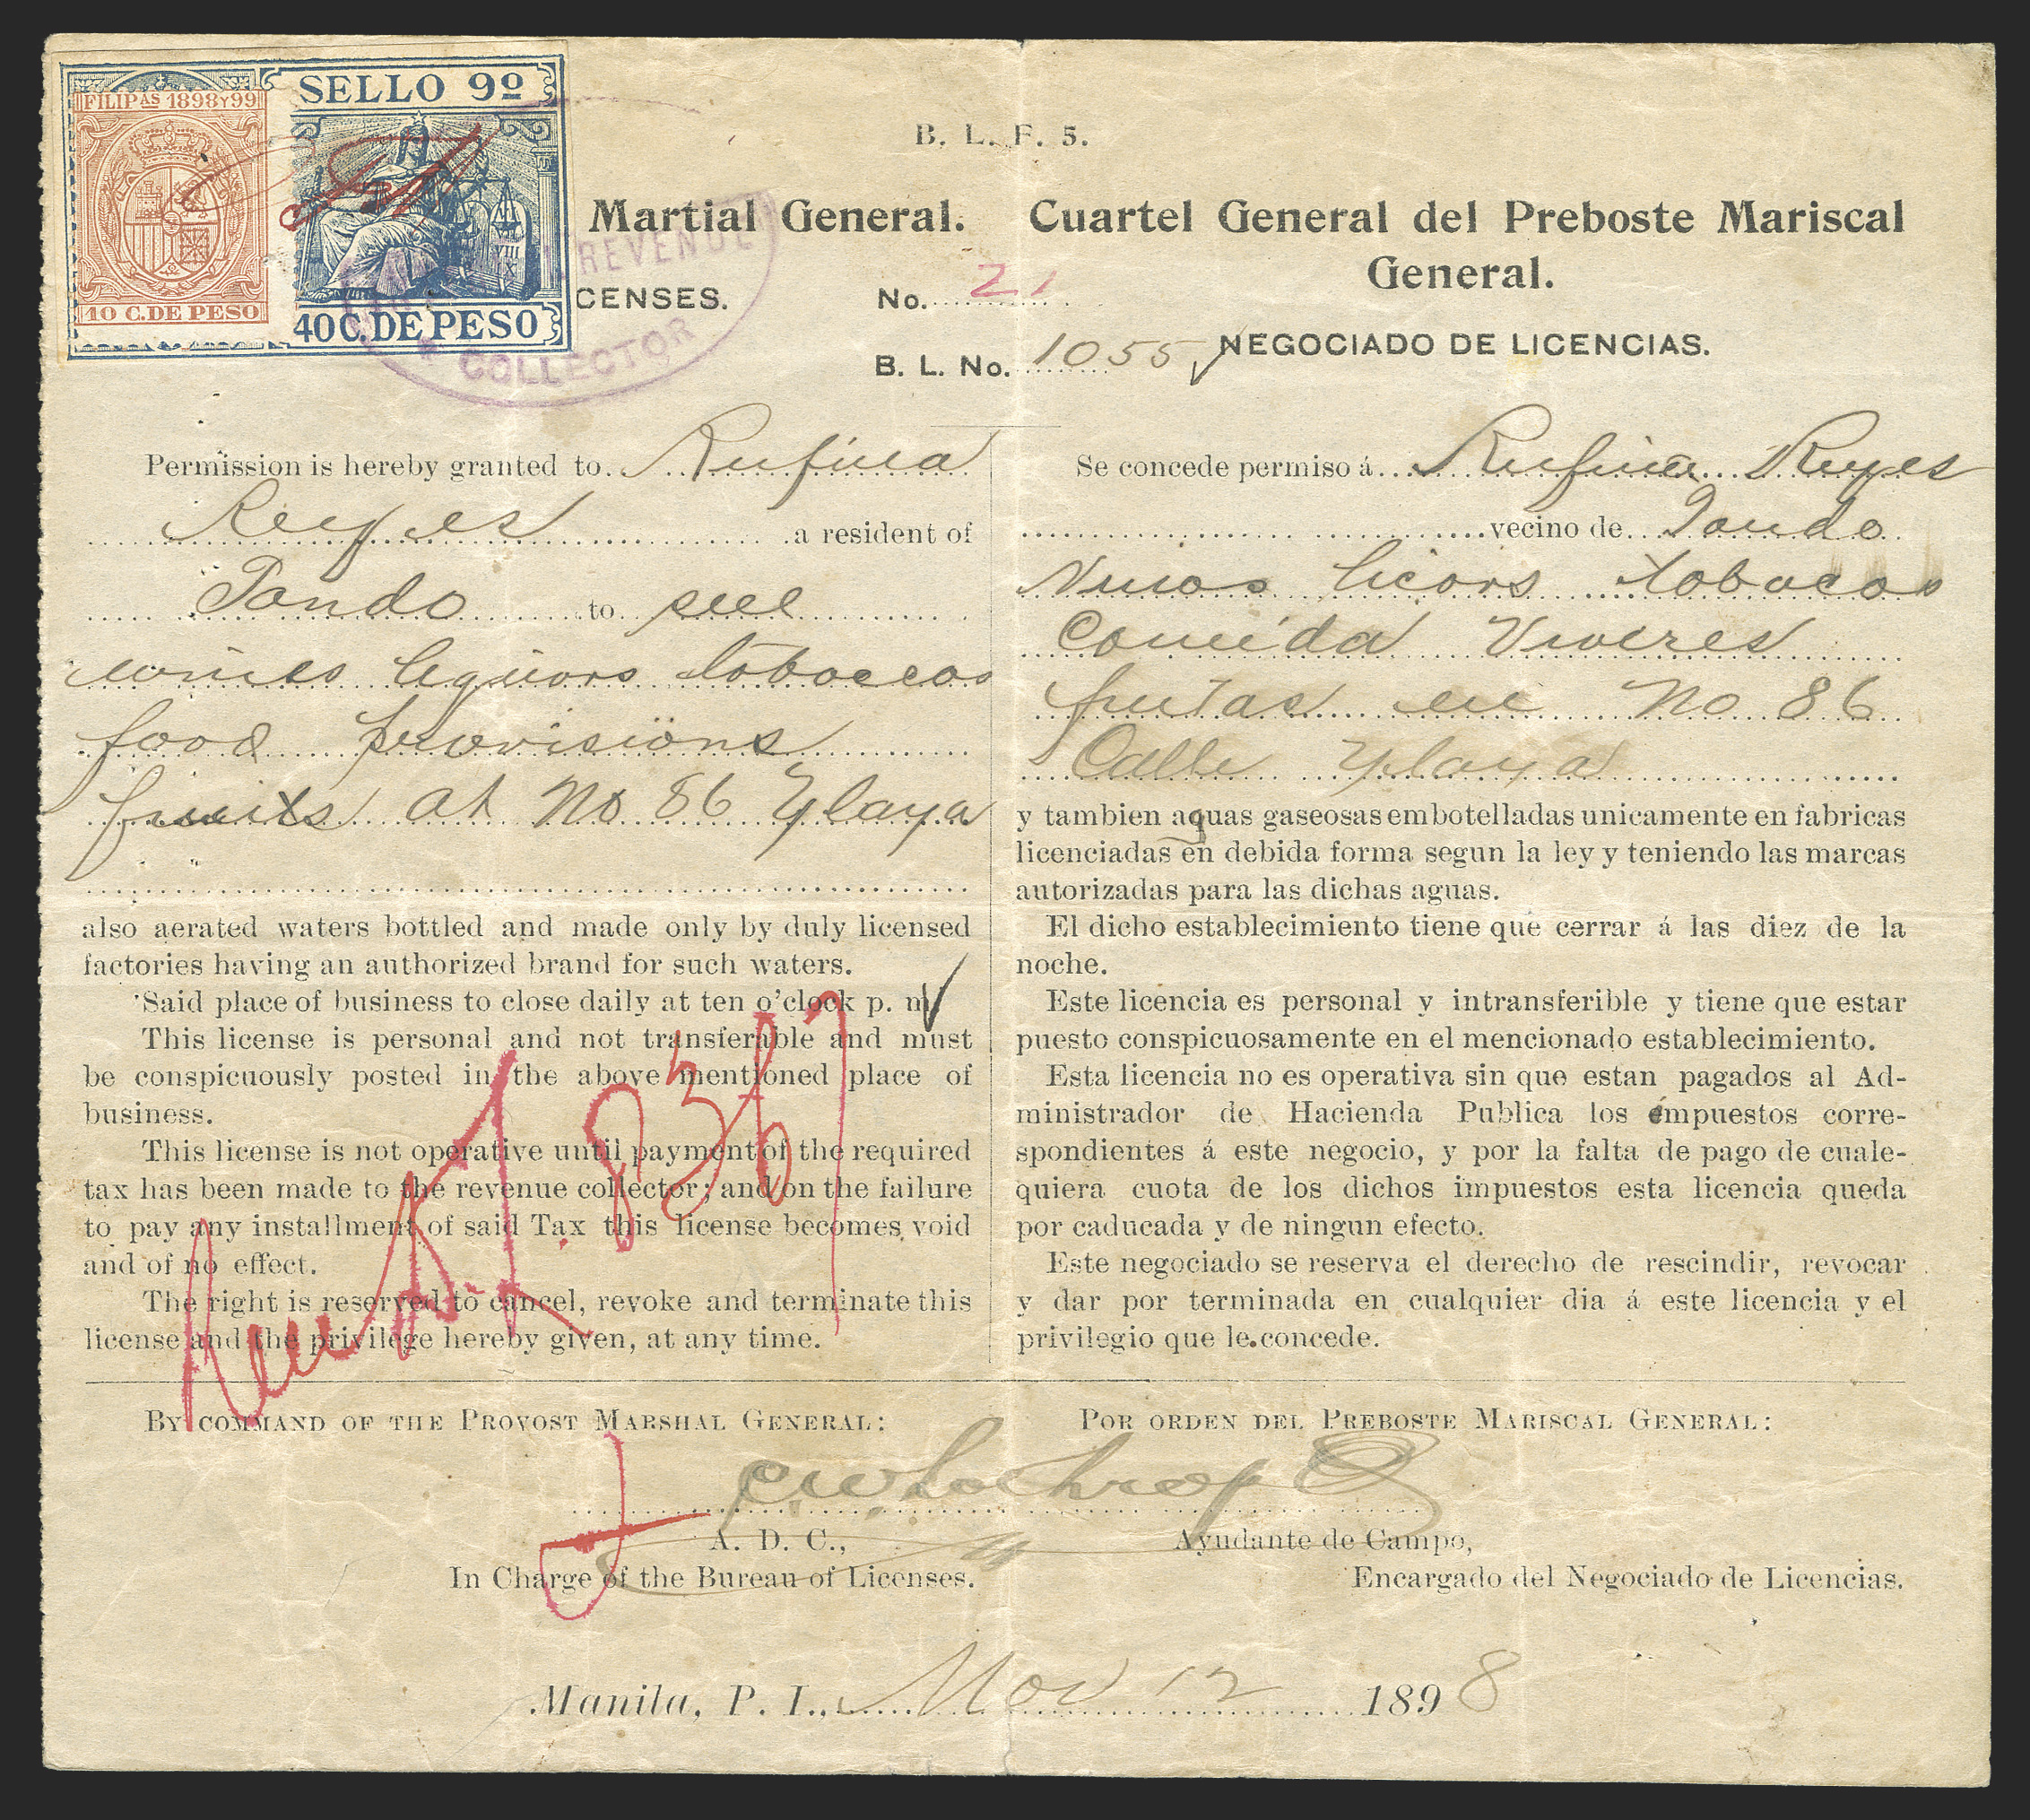 FILIPAS 1898Y99
10 C. DE PESO
SELLO 9º
40 C. DE PESO
REVENUE
COLLECTOR
B. L. F. 5.
Martial General.
CENSES.
No. 21
B. L. No. 1055
Permission is hereby granted to Rufina
Reyes a resident of
Tondo to sell
wines liquors tobaccos
food provisions
fruits at No 86 Ylaya
also aerated waters bottled and made only by duly licensed
factories having an authorized brand for such waters.
Said place of business to close daily at ten o'clock p. m
This license is personal and not transferable and must
be conspicuously posted in the above mentioned place of
business.
This license is not operative until payment of the required
tax has been made to the revenue collector; and on the failure
to pay any installment of said Tax this license becomes void
and of no effect.
The right is reserved to cancel, revoke and terminate this
license and the privilege hereby given, at any time.
Cuartel General del Preboste Mariscal
General.
NEGOCIADO DE LICENCIAS.
Se concede permiso á Rufina Reyes
vecino de Tondo
Vinos licors tobacos
Comida Viveres
frutas en No 86
Calle Ylaya
y tambien aquas gaseosas embotelladas unicamente en fabricas
licenciadas en debida forma segun la ley y teniendo las marcas
autorizadas para las dichas aguas.
El dicho establecimiento tiene que cerrar á las diez de la
noche.
Este licencia es personal y intransferible y tiene que estar
puesto conspicuosamente en el mencionado establecimiento.
Esta licencia no es operativa sin que estan pagados al Ad-
ministrador de Hacienda Publica los empuestos corre-
spondientes á este negocio, y por la falta de pago de cuale-
quiera cuota de los dichos impuestos esta licencia queda
por caducada y de ningun efecto.
Este negociado se reserva el derecho de rescindir, revocar
y dar por terminada en cualquier dia á este licencia y el
privilegio que le concede.
BY COMMAND OF THE PROVOST MARSHAL GENERAL:
POR ORDEN DEL PREBOSTE MARISCAL GENERAL:
A. D. C.,
In Charge of the Bureau of Licenses.
Ayudante de Campo,
Encargado del Negociado de Licencias.
Manila, P. I., Nov 12 1898